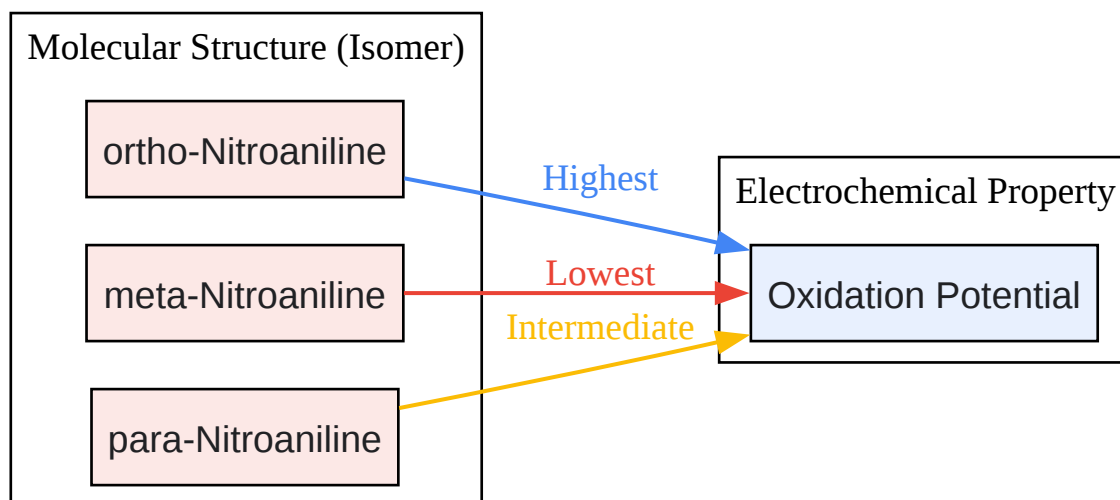 Molecular Structure (Isomer)
ortho-Nitroaniline
meta-Nitroaniline
para-Nitroaniline
Highest
Lowest
Intermediate
Electrochemical Property
Oxidation Potential